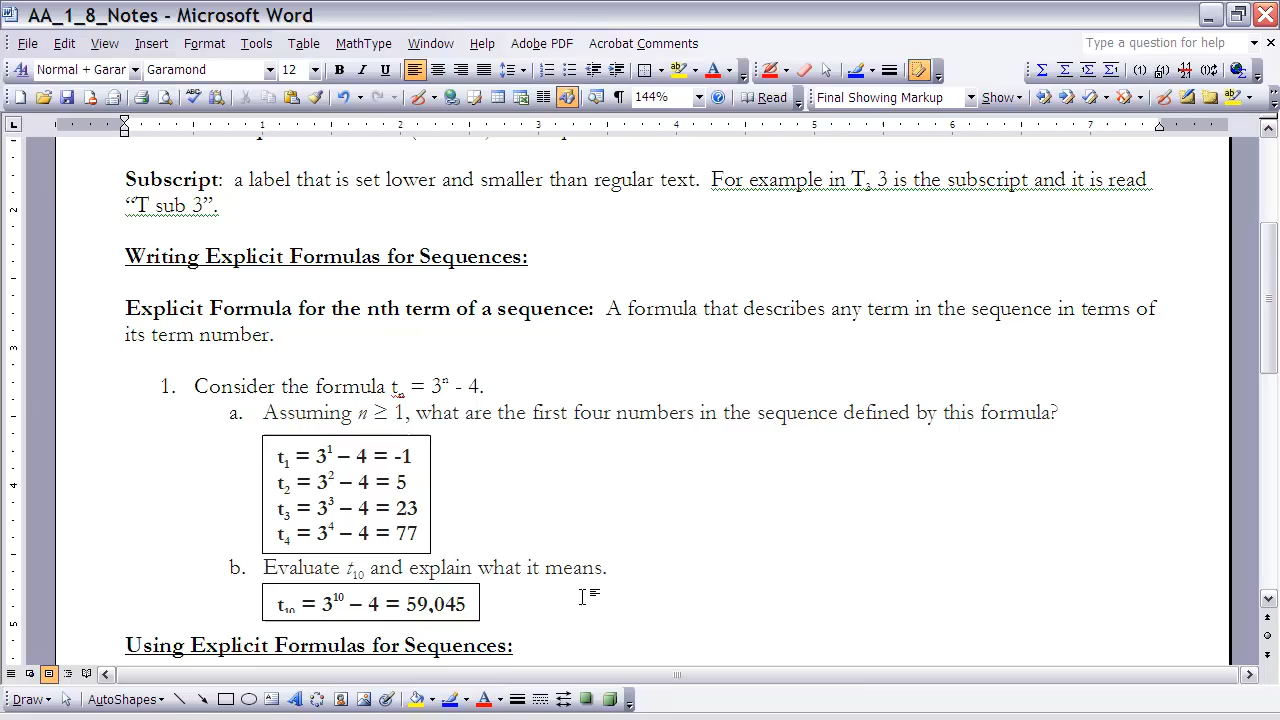 AA_1_8_Notes - Microsoft Word
File Edit View Insert Format Tools Table MathType Window Help Adobe PDF Acrobat Comments
Type a question for help
Normal + Garar Garamond 12 B I U
144% Read Final Showing Markup Show
1 2 3 4 5 6 7
Subscript: a label that is set lower and smaller than regular text. For example in T₃ 3 is the subscript and it is read
“T sub 3”.
Writing Explicit Formulas for Sequences:
Explicit Formula for the nth term of a sequence: A formula that describes any term in the sequence in terms of
its term number.
1. Consider the formula tₙ = 3ⁿ - 4.
a. Assuming n ≥ 1, what are the first four numbers in the sequence defined by this formula?
t₁ = 3¹ – 4 = -1
t₂ = 3² – 4 = 5
t₃ = 3³ – 4 = 23
t₄ = 3⁴ – 4 = 77
b. Evaluate t₁₀ and explain what it means.
t₁₀ = 3¹⁰ – 4 = 59,045
Using Explicit Formulas for Sequences:
Draw AutoShapes